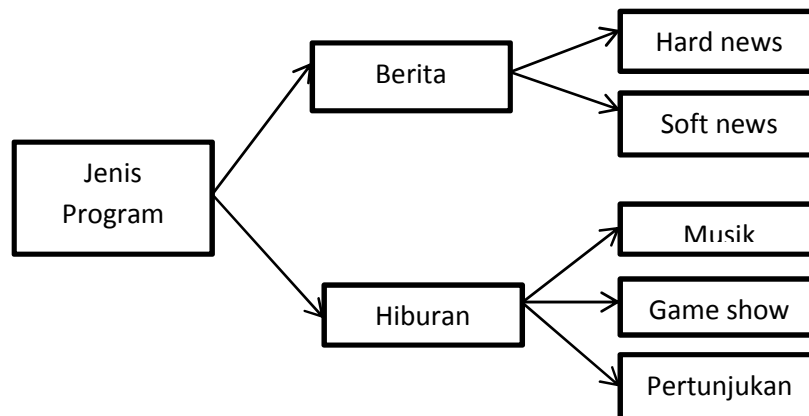 Jenis
Program
Berita
Hard news
Soft news
Hiburan
Musik
Game show
Pertunjukan